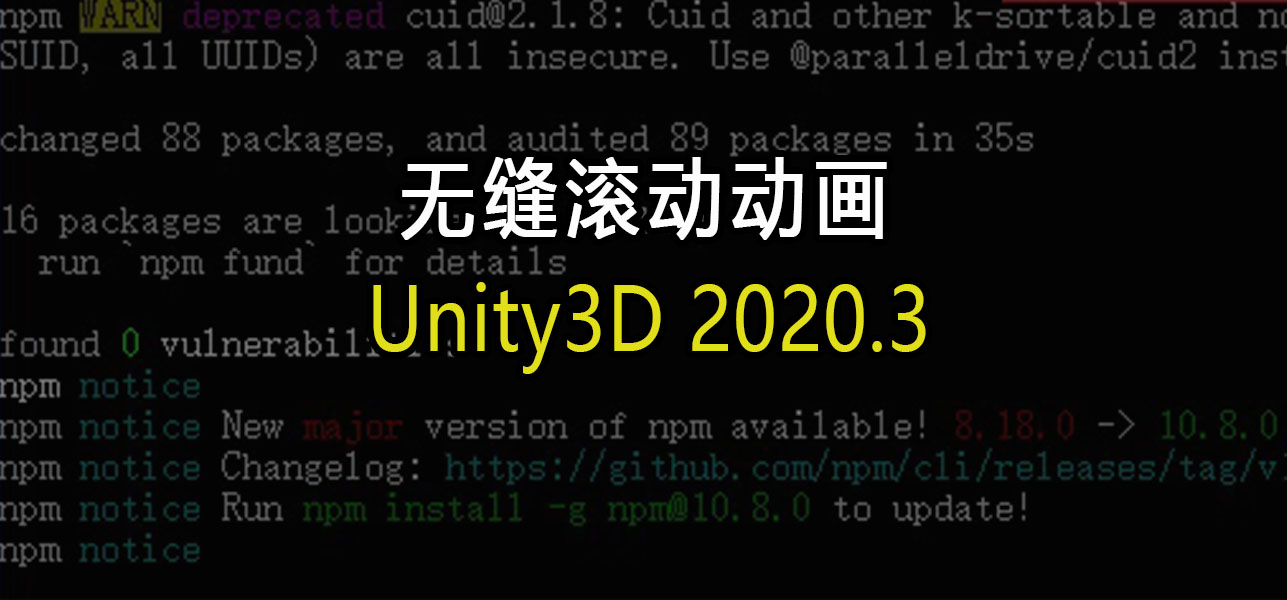 npm WARN deprecated cuid@2.1.8: Cuid and other k-sortable and
SUID, all UUIDs) are all insecure. Use @paralleldrive/cuid2
changed 88 packages, and audited 89 packages in 35s
无缝滚动动画
16 packages are
run `npm fund` for details
Unity3D 2020.3
found 0
npm notice
npm notice New major version of npm available! 8.18.0 -> 10.8.0
npm notice Changelog: https://github.com/npm/cli/releases/tag/v
npm notice Run npm install -g npm@10.8.0 to update!
npm notice